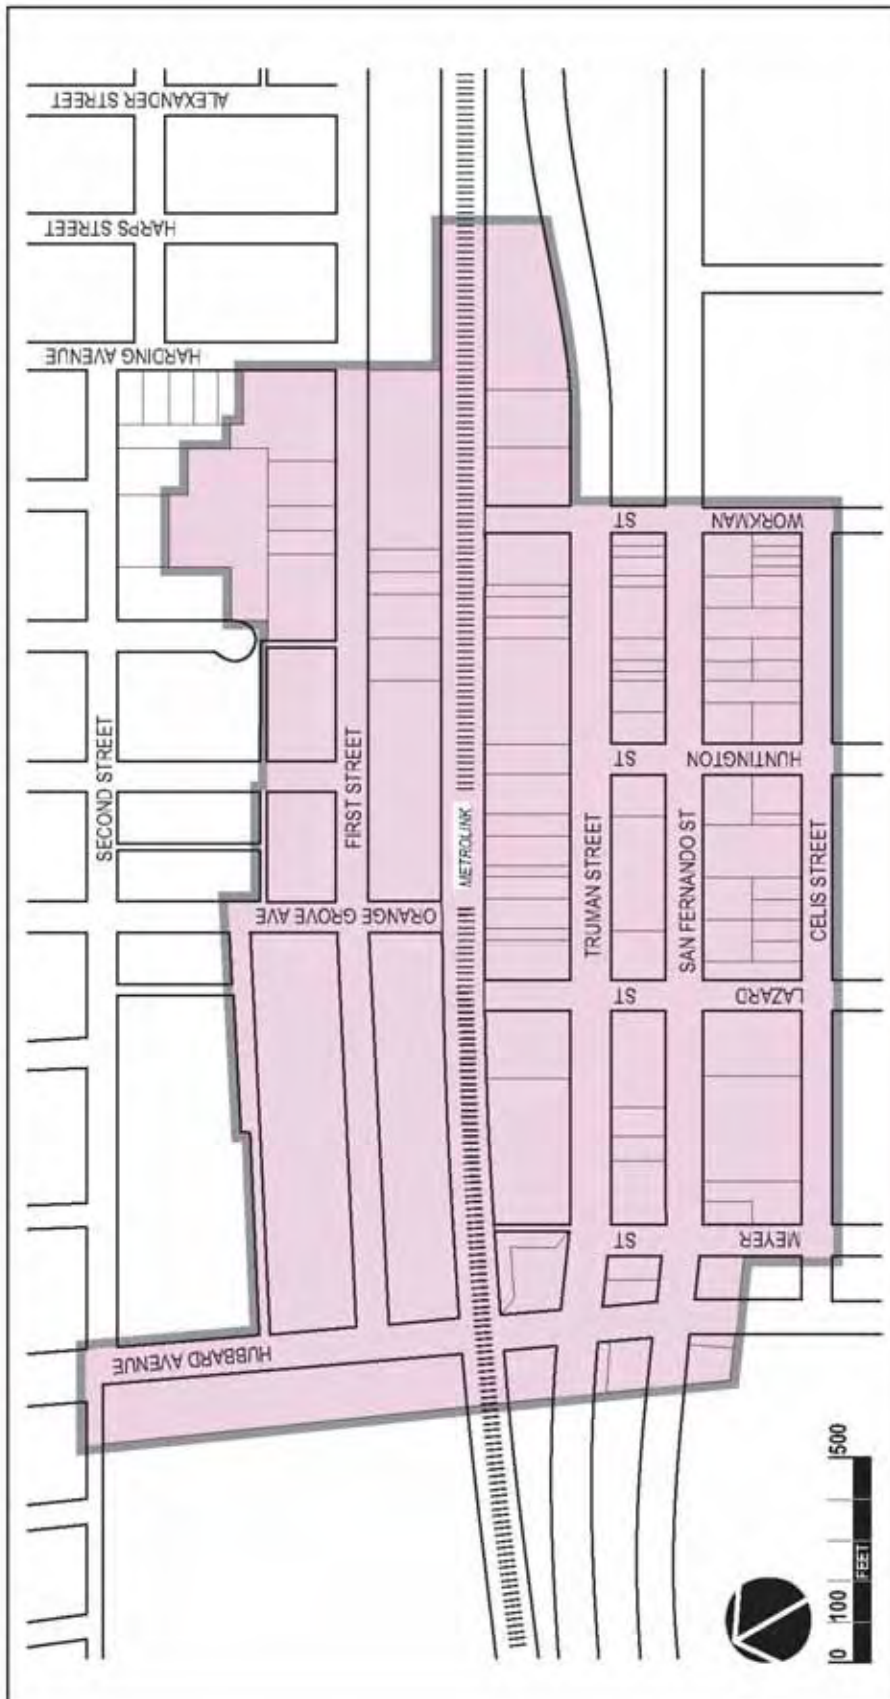 ALEXANDER STREET
HARPS STREET
HARDING AVENUE
WORKMAN
ST
HUNTINGTON
ST
SECOND STREET
FIRST STREET
METROLINK
TRUMAN STREET
SAN FERNANDO ST
CELIS STREET
ORANGE GROVE AVE
LAZARD
ST
MEYER
ST
HUBBARD AVENUE
0 100 500
FEET